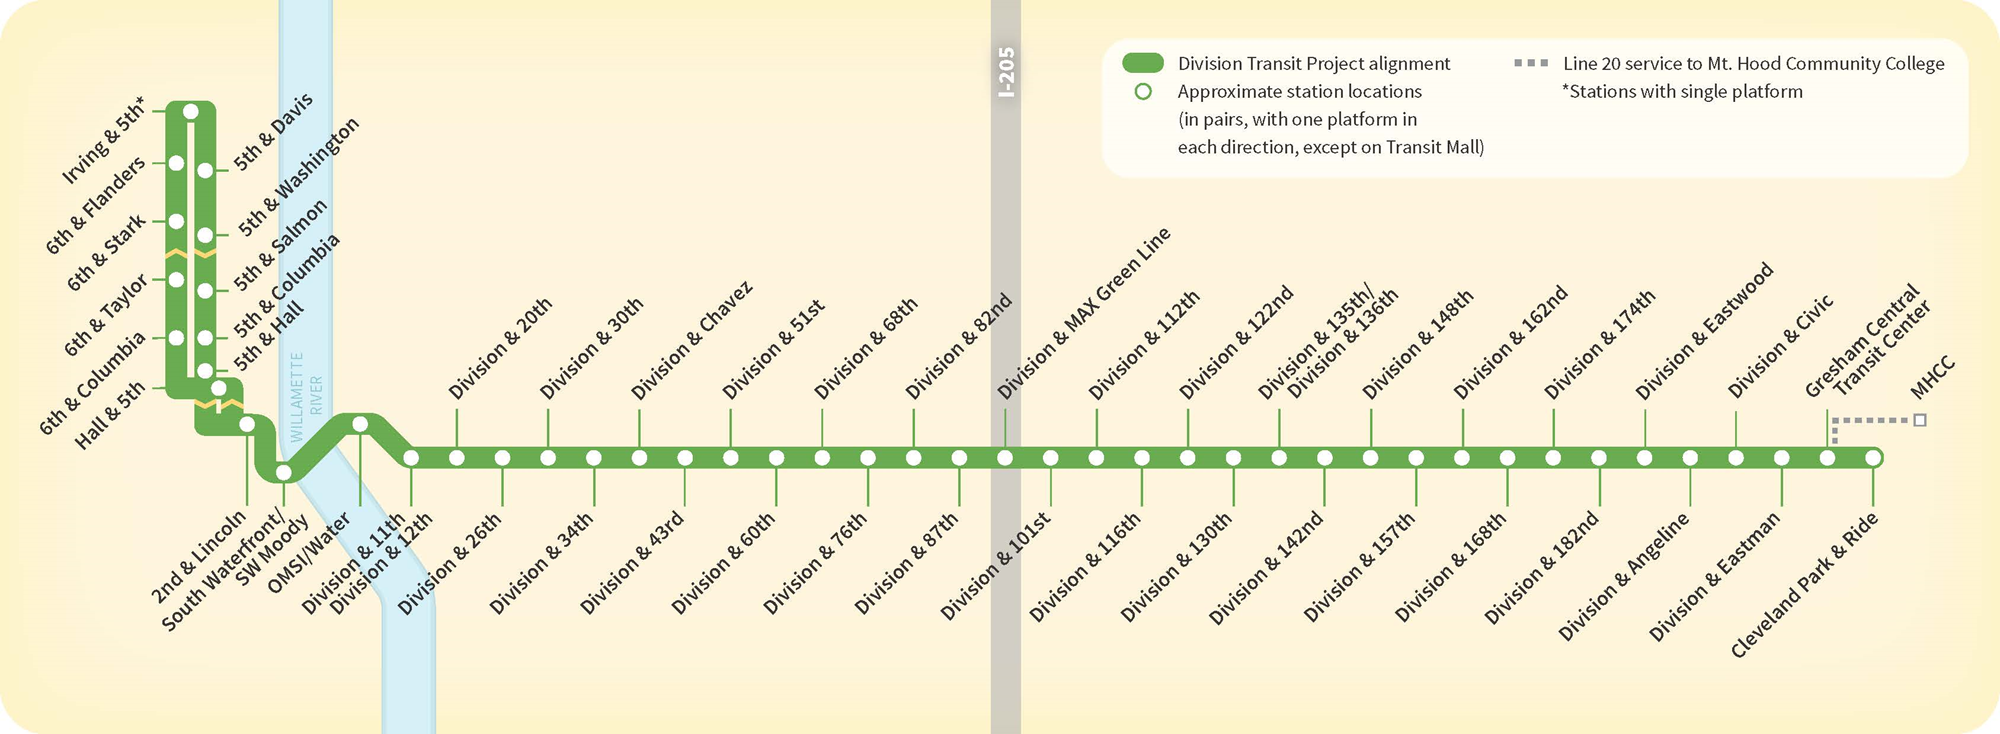 I-205
Division Transit Project alignment
Approximate station locations
(in pairs, with one platform in
each direction, except on Transit Mall)
Line 20 service to Mt. Hood Community College
*Stations with single platform
Irving & 5th*
6th & Flanders
6th & Stark
6th & Taylor
6th & Columbia
Hall & 5th
5th & Davis
5th & Washington
5th & Salmon
5th & Columbia
5th & Hall
WILLAMETTE
RIVER
Division & 20th
Division & 30th
Division & Chavez
Division & 51st
Division & 68th
Division & 82nd
Division & MAX Green Line
Division & 112th
Division & 122nd
Division & 135th/
Division & 136th
Division & 148th
Division & 162nd
Division & 174th
Division & Eastwood
Division & Civic
Gresham Central
Transit Center
MHCC
2nd & Lincoln
South Waterfront/
SW Moody
OMSI/Water
Division & 11th
Division & 12th
Division & 26th
Division & 34th
Division & 43rd
Division & 60th
Division & 76th
Division & 87th
Division & 101st
Division & 116th
Division & 130th
Division & 142nd
Division & 157th
Division & 168th
Division & 182nd
Division & Angeline
Division & Eastman
Cleveland Park & Ride